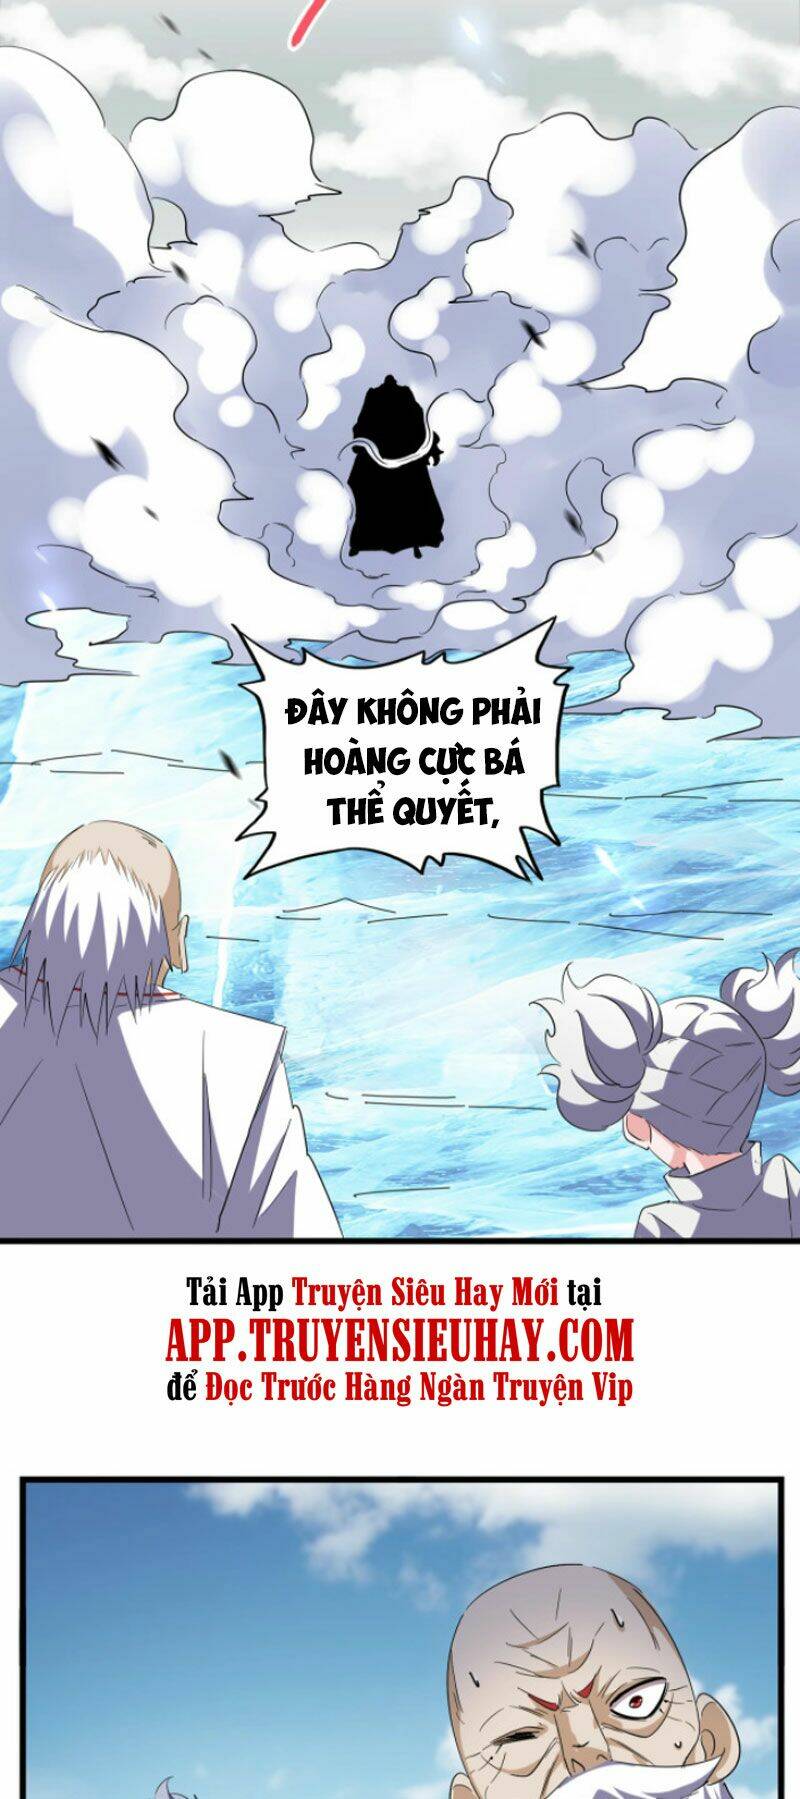 ĐÂY KHÔNG PHẢI
HOÀNG CỰC BÁ
THỂ QUYẾT,
Tải App Truyện Siêu Hay Mới tại
APP.TRUYENSIEUHAY.COM
để Đọc Trước Hàng Ngàn Truyện Vip